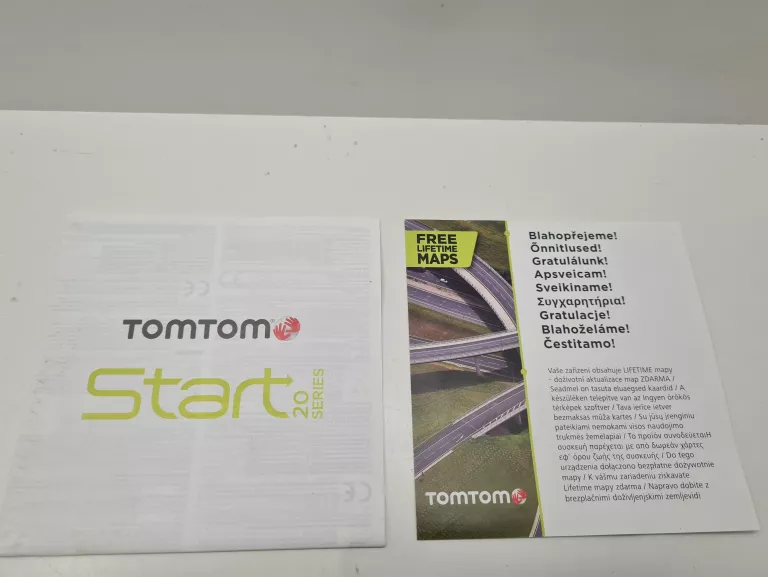 TOMTOM
Start
20
SERIES
FREE
LIFETIME
MAPS
TOMTOM
Blahopřejeme!
Õnnitlused!
Gratulálunk!
Apsveicam!
Sveikiname!
Συγχαρητήρια!
Gratulacje!
Blahoželáme!
Čestitamo!
Vaše zařízení obsahuje LIFETIME mapy
– doživotní aktualizace map ZDARMA /
Seadmel on tasuta eluaegsed kaardid / A
készüléken telepítve van az Ingyen örökös
térképek szoftver / Tava ierīce ietver
bezmaksas mūža kartes / Su jūsų įrenginiu
pateikiami nemokami visos naudojimo
trukmės žemėlapiai / Το προϊόν συνοδεύεταιΗ
συσκευή παρέχεται με από δωρεάν χάρτες
εφ' όρου ζωής της συσκευής / Do tego
urządzenia dołączono bezpłatne dożywotnie
mapy / K vášmu zariadeniu získavate
Lifetime mapy zdarma / Napravo dobite z
brezplačnimi doživljenjskimi zemljevidi